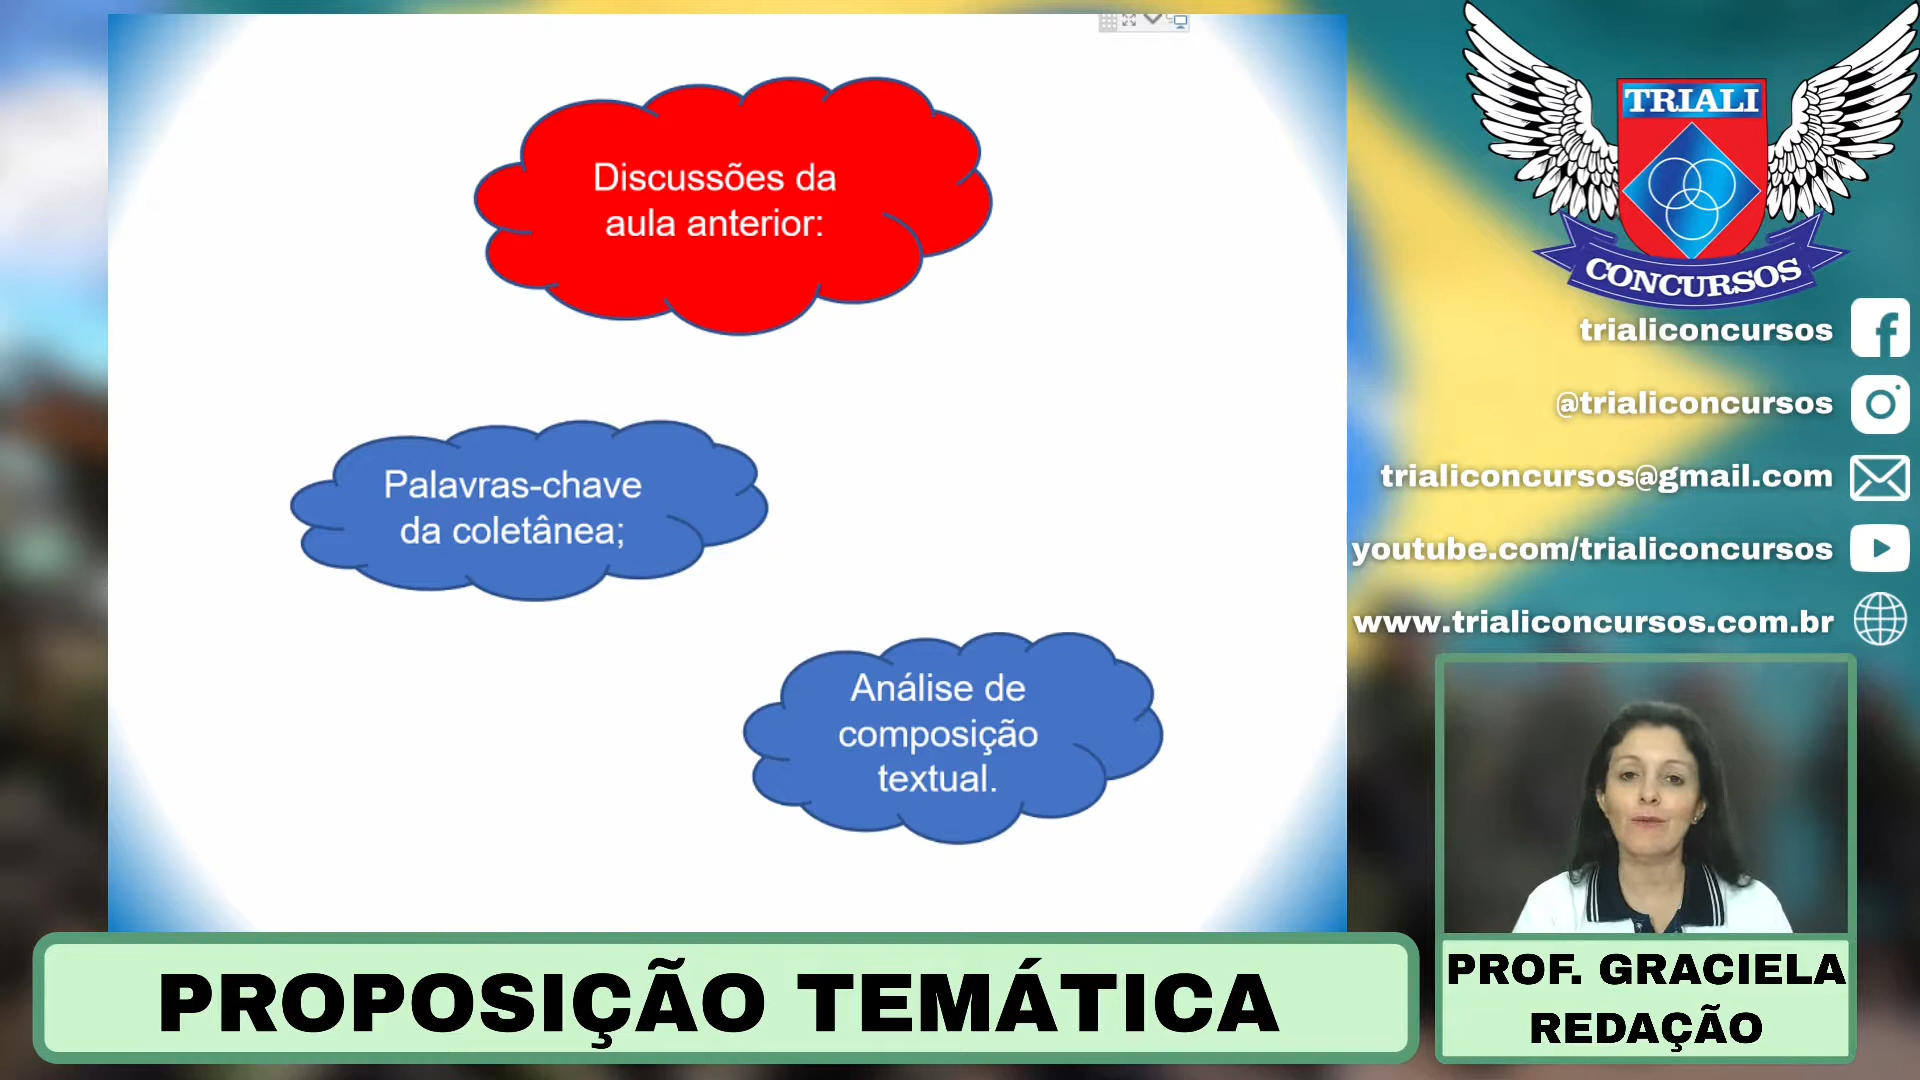 Discussões da
aula anterior:
Palavras-chave
da coletânea;
Análise de
composição
textual.
TRIALI
CONCURSOS
trialiconcursos
@trialiconcursos
trialiconcursos@gmail.com
youtube.com/trialiconcursos
www.trialiconcursos.com.br
PROPOSIÇÃO TEMÁTICA
PROF. GRACIELA
REDAÇÃO